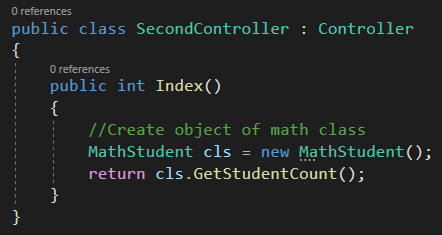 0 references
public class SecondController : Controller
{
0 references
public int Index()
{
//Create object of math class
MathStudent cls = new MathStudent();
return cls.GetStudentCount();
}
}